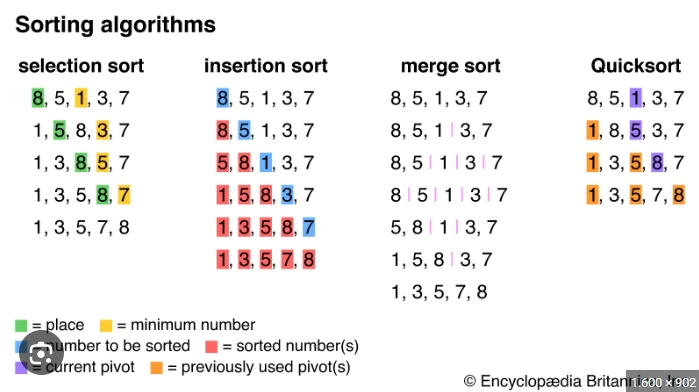 Sorting algorithms
selection sort
8, 5, 1, 3, 7
1, 5, 8, 3, 7
1, 3, 8, 5, 7
1, 3, 5, 8, 7
1, 3, 5, 7, 8
insertion sort
8, 5, 1, 3, 7
8, 5, 1, 3, 7
5, 8, 1, 3, 7
1, 5, 8, 3, 7
1, 3, 5, 8, 7
1, 3, 5, 7, 8
merge sort
8, 5, 1, 3, 7
8, 5, 1 | 3, 7
8, 5 | 1 | 3 | 7
8 | 5 | 1 | 3 | 7
5, 8 | 1 | 3, 7
1, 5, 8 | 3, 7
1, 3, 5, 7, 8
Quicksort
8, 5, 1, 3, 7
1, 8, 5, 3, 7
1, 3, 5, 8, 7
1, 3, 5, 7, 8
= place = minimum number
number to be sorted = sorted number(s)
= current pivot = previously used pivot(s)
© Encyclopædia
1.600 × 902